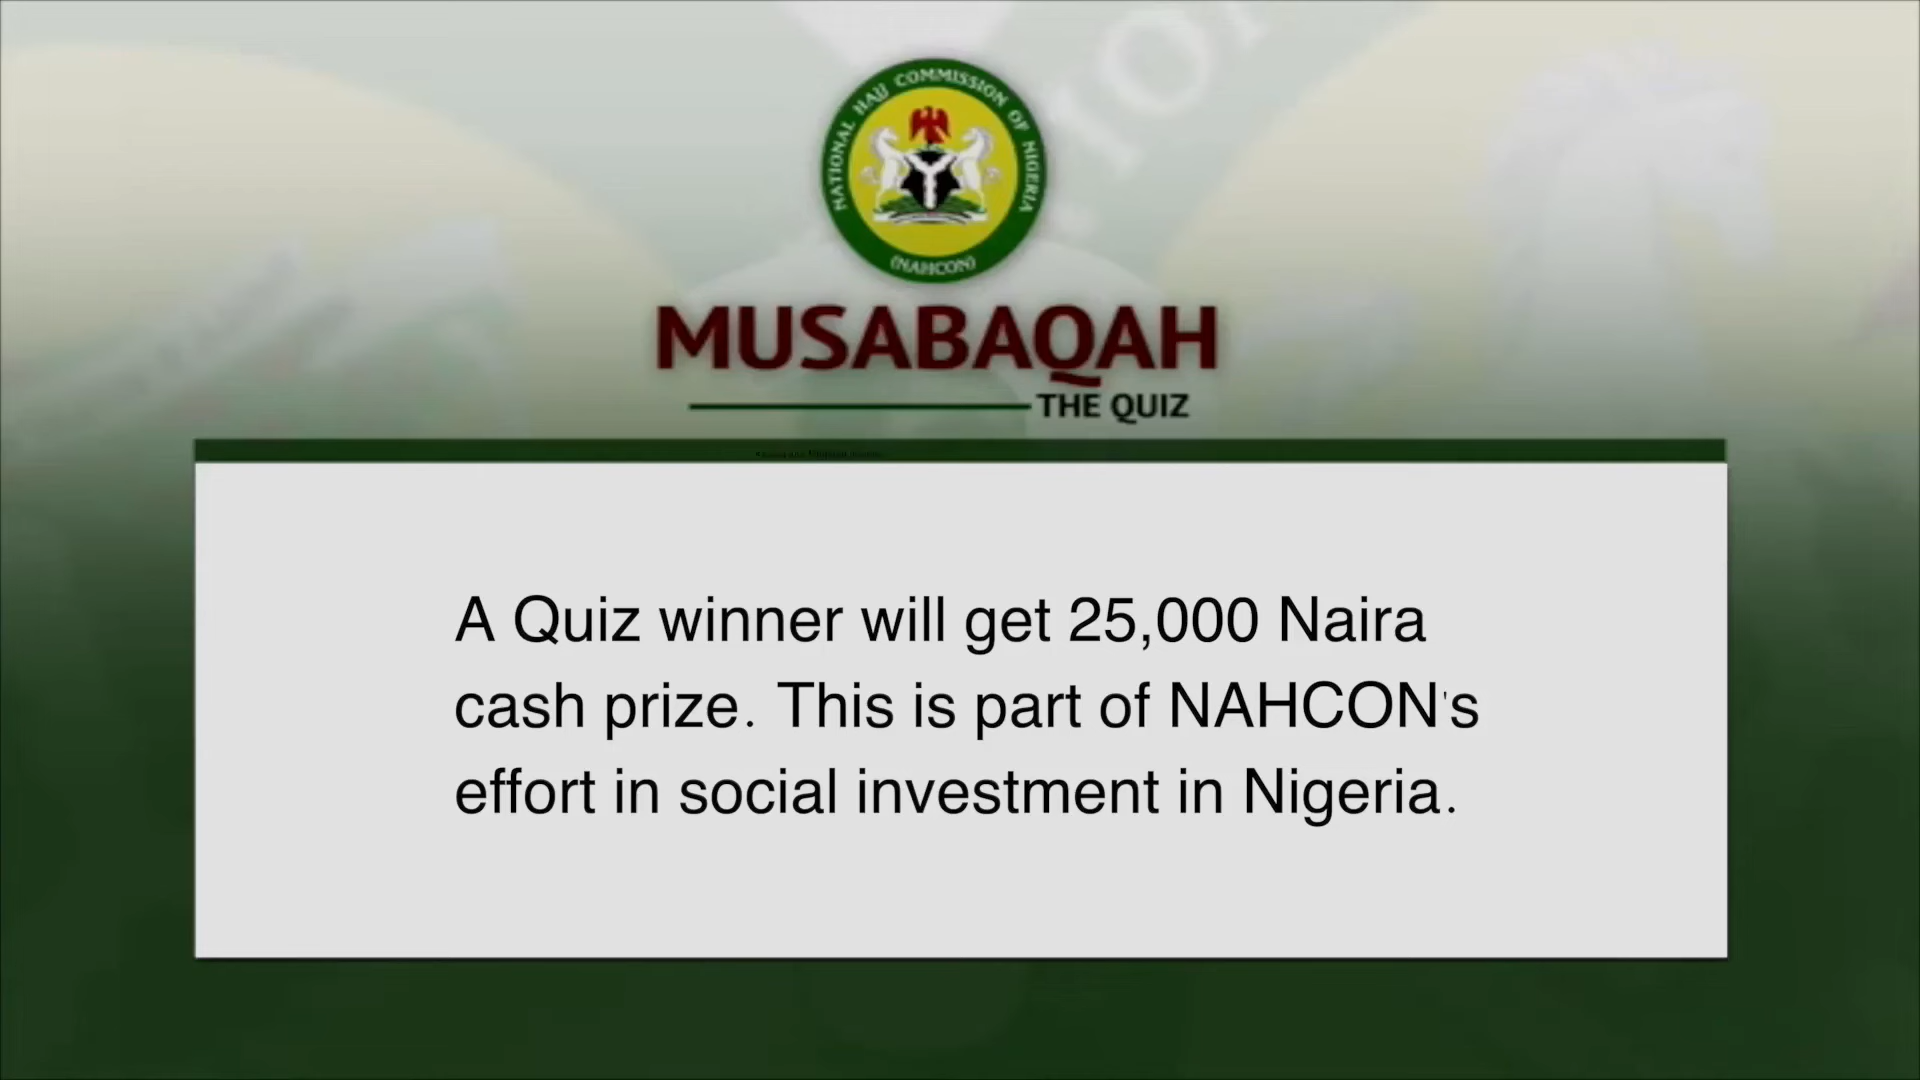 NATIONAL HAJJ COMMISSION OF NIGERIA
(NAHCON)
MUSABAQAH
THE QUIZ
A Quiz winner will get 25,000 Naira
cash prize. This is part of NAHCON's
effort in social investment in Nigeria.